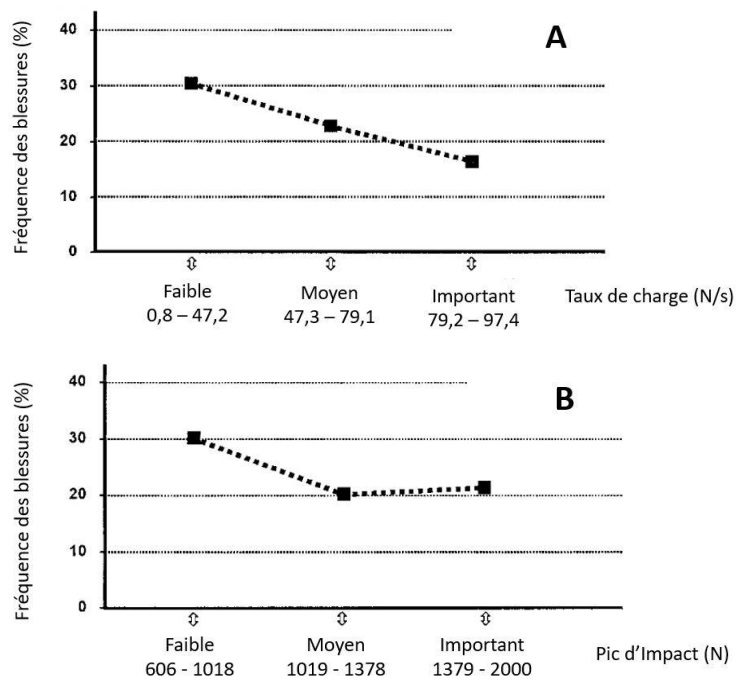 40
A
30
20
10
0
Fréquence des blessures (%)
Faible
0,8 – 47,2
Moyen
47,3 – 79,1
Important
79,2 – 97,4
Taux de charge (N/s)
40
B
30
20
10
0
Fréquence des blessures (%)
Faible
606 - 1018
Moyen
1019 - 1378
Important
1379 - 2000
Pic d’Impact (N)